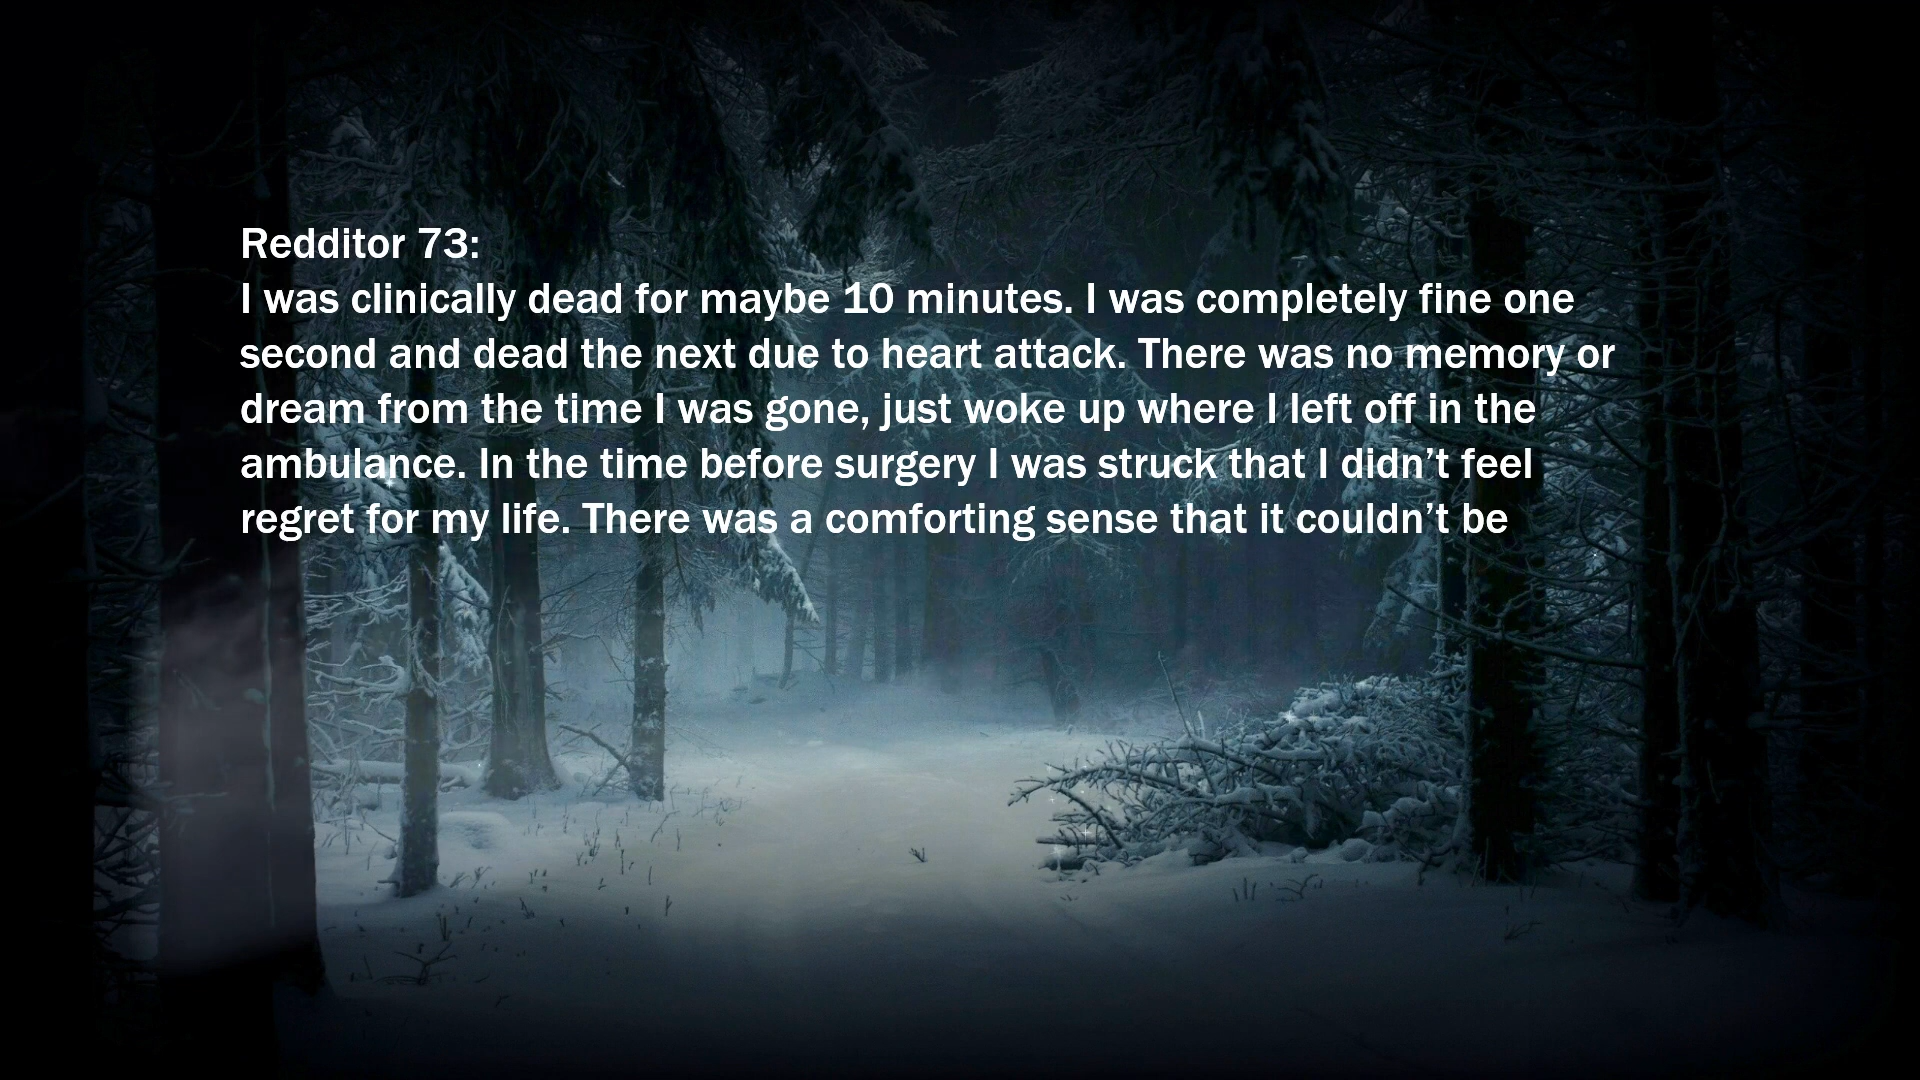 Redditor 73:
I was clinically dead for maybe 10 minutes. I was completely fine one
second and dead the next due to heart attack. There was no memory or
dream from the time I was gone, just woke up where I left off in the
ambulance. In the time before surgery I was struck that I didn’t feel
regret for my life. There was a comforting sense that it couldn’t be